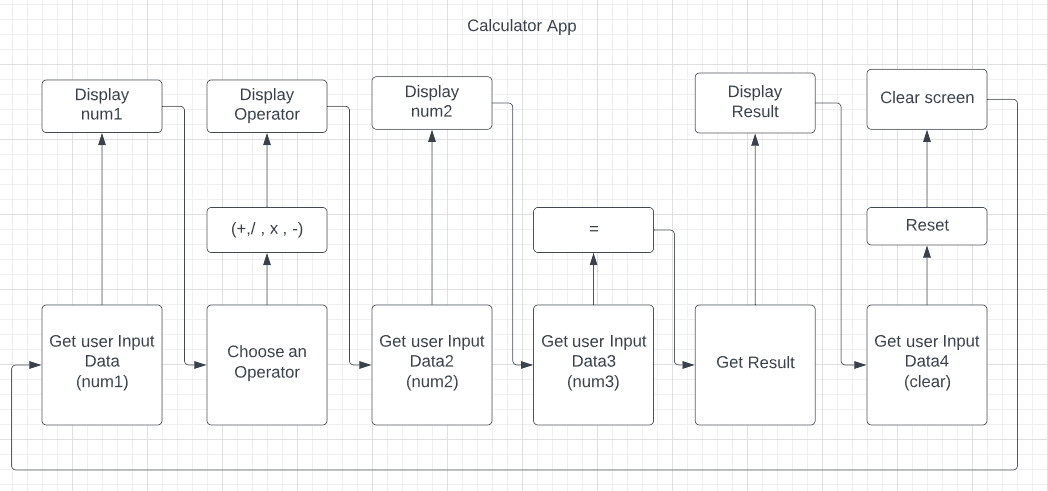 Calculator App
Display
num1
Display
Operator
Display
num2
Display
Result
Clear screen
(+,/ , x , -)
=
Reset
Get user Input
Data
(num1)
Choose an
Operator
Get user Input
Data2
(num2)
Get user Input
Data3
(num3)
Get Result
Get user Input
Data4
(clear)